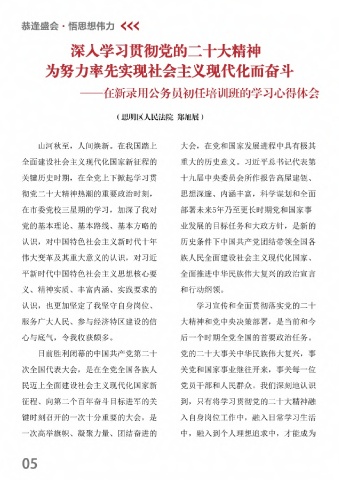 恭逢盛会·悟思想伟力 <<<
深入学习贯彻党的二十大精神
为努力率先实现社会主义现代化而奋斗
——在新录用公务员初任培训班的学习心得体会
（思明区人民法院 郑旭展）
山河秋至，人间焕新。在我国踏上
全面建设社会主义现代化国家新征程的
关键历史时期，在全党上下掀起学习贯
彻党二十大精神热潮的重要政治时刻，
在市委党校三星期的学习，加深了我对
党的基本理论、基本路线、基本方略的
认识，对中国特色社会主义新时代十年
伟大变革及其重大意义的认识，对习近
平新时代中国特色社会主义思想核心要
义、精神实质、丰富内涵、实践要求的
认识，也更加坚定了我坚守自身岗位、
服务广大人民、参与经济特区建设的信
心与底气，令我收获颇多。
日前胜利闭幕的中国共产党第二十
次全国代表大会，是在全党全国各族人
民迈上全面建设社会主义现代化国家新
征程、向第二个百年奋斗目标进军的关
键时刻召开的一次十分重要的大会，是
一次高举旗帜、凝聚力量、团结奋进的
大会，在党和国家发展进程中具有极其
重大的历史意义。习近平总书记代表第
十九届中央委员会所作报告高屋建瓴、
思想深邃、内涵丰富，科学谋划和全面
部署未来5年乃至更长时期党和国家事
业发展的目标任务和大政方针，是新的
历史条件下中国共产党团结带领全国各
族人民全面建设社会主义现代化国家、
全面推进中华民族伟大复兴的政治宣言
和行动纲领。
学习宣传和全面贯彻落实党的二十
大精神和党中央决策部署，是当前和今
后一个时期全党全国的首要政治任务。
党的二十大事关中华民族伟大复兴，事
关党和国家事业继往开来，事关每一位
党员干部和人民群众。我们深刻地认识
到，只有将学习贯彻党的二十大精神融
入自身岗位工作中，融入日常学习生活
中，融入到个人理想追求中，才能成为
05